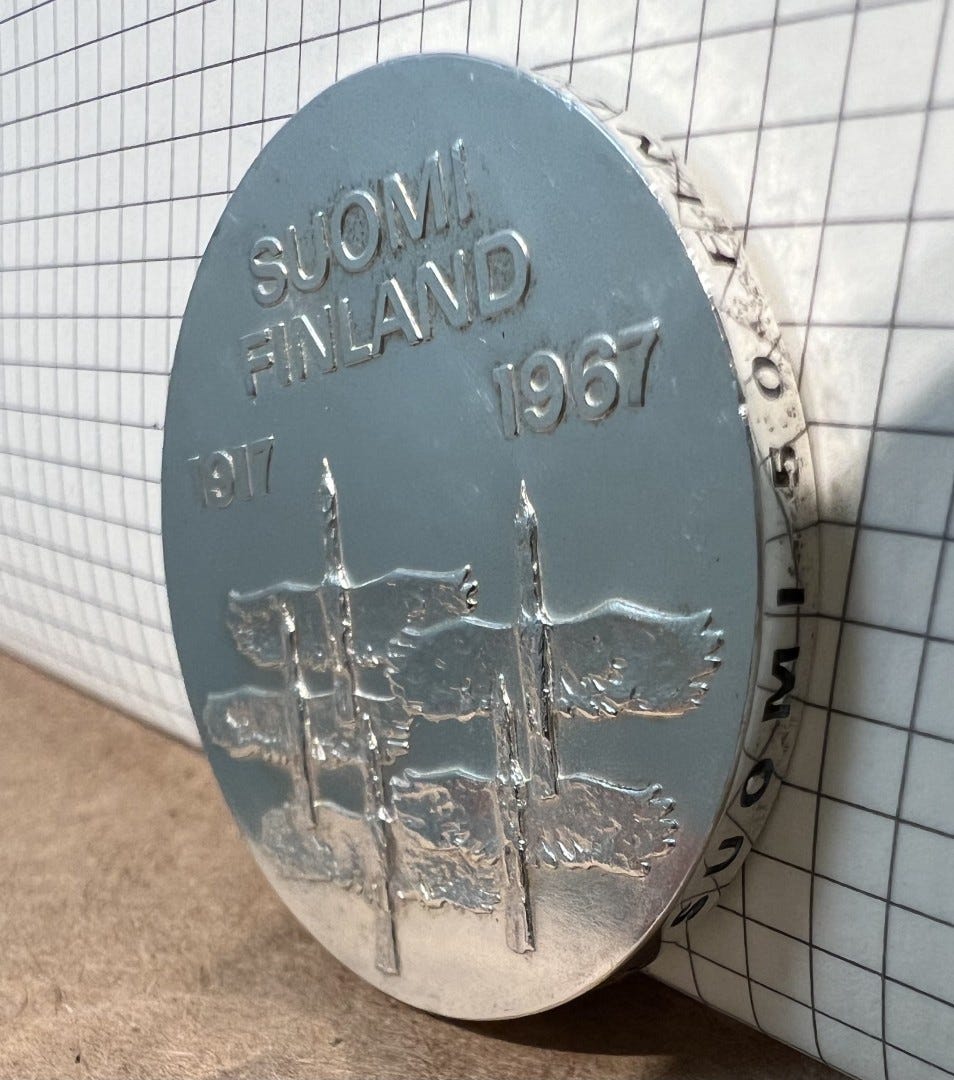 SUOMI
FINLAND
1967
1917
SUOMI 50